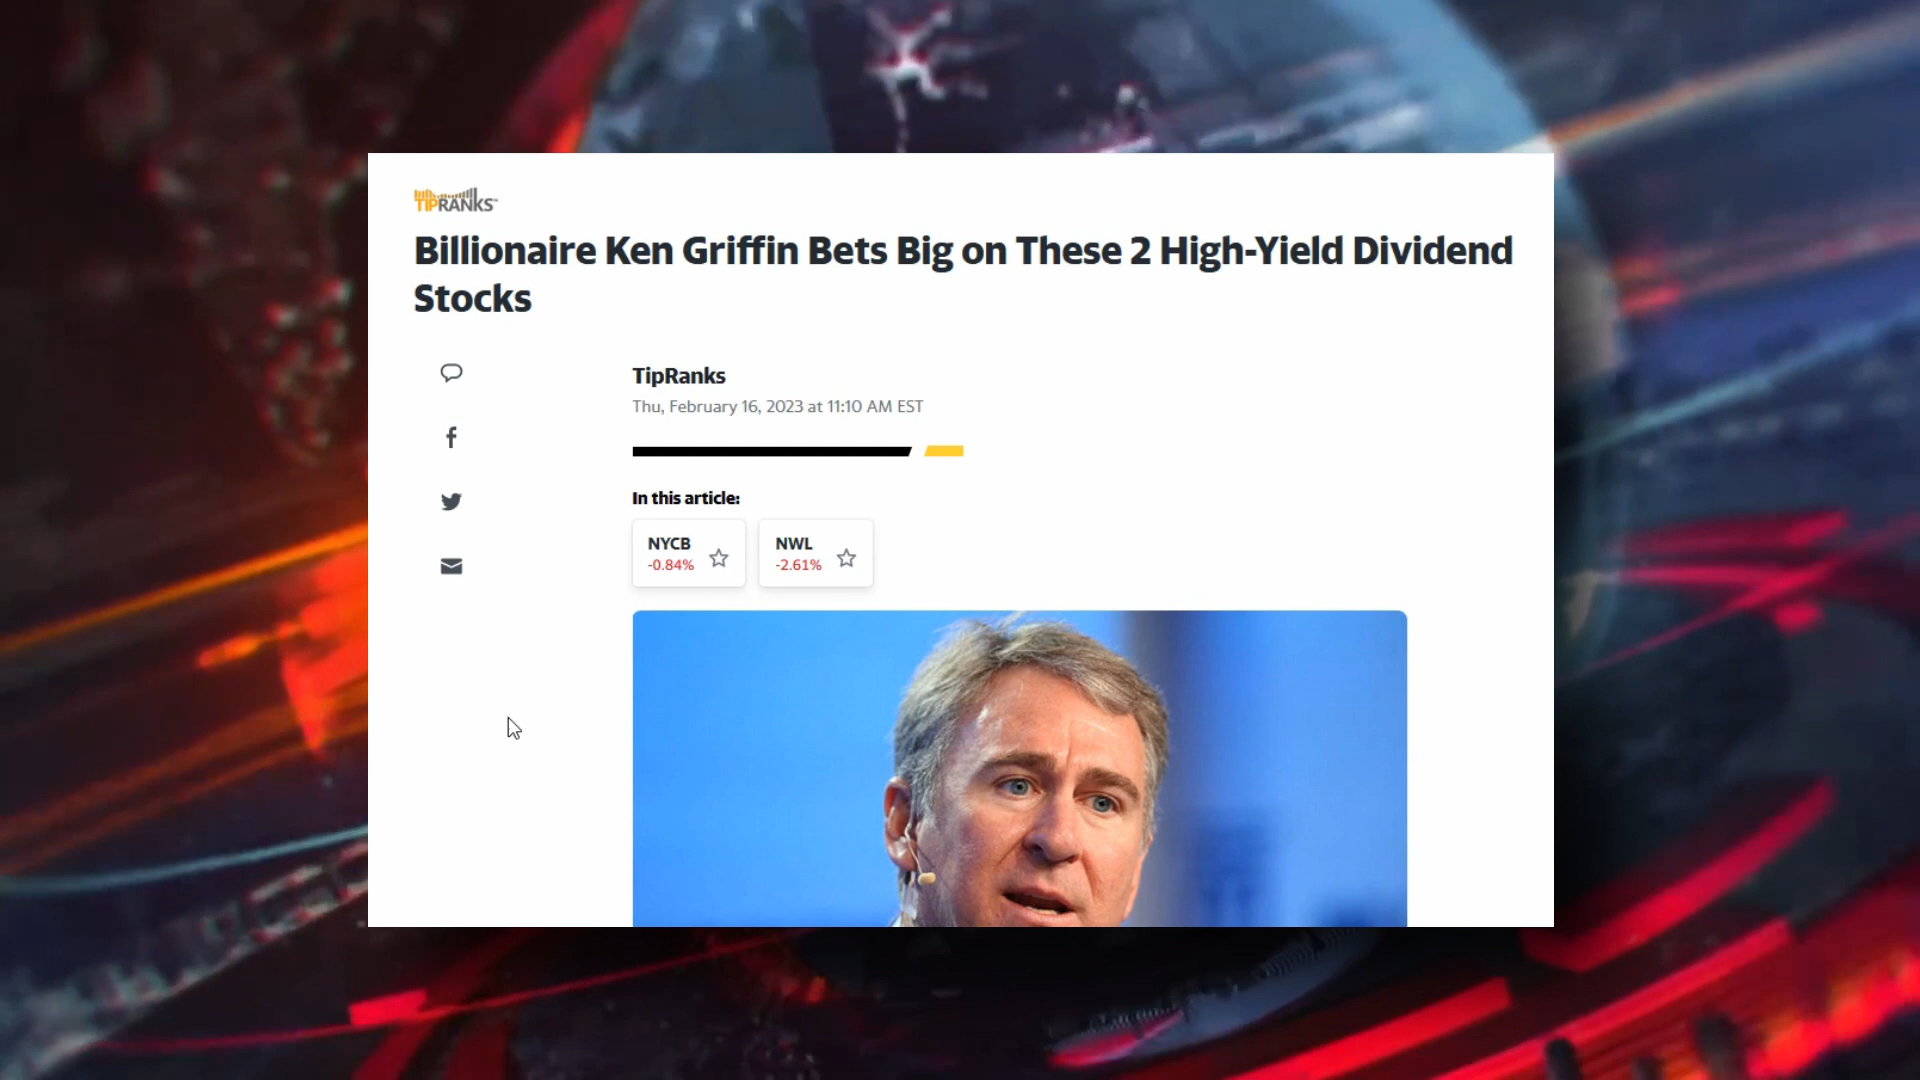 TIPRANKS
Billionaire Ken Griffin Bets Big on These 2 High-Yield Dividend
Stocks
TipRanks
Thu, February 16, 2023 at 11:10 AM EST
In this article:
NYCB
-0.84%
NWL
-2.61%